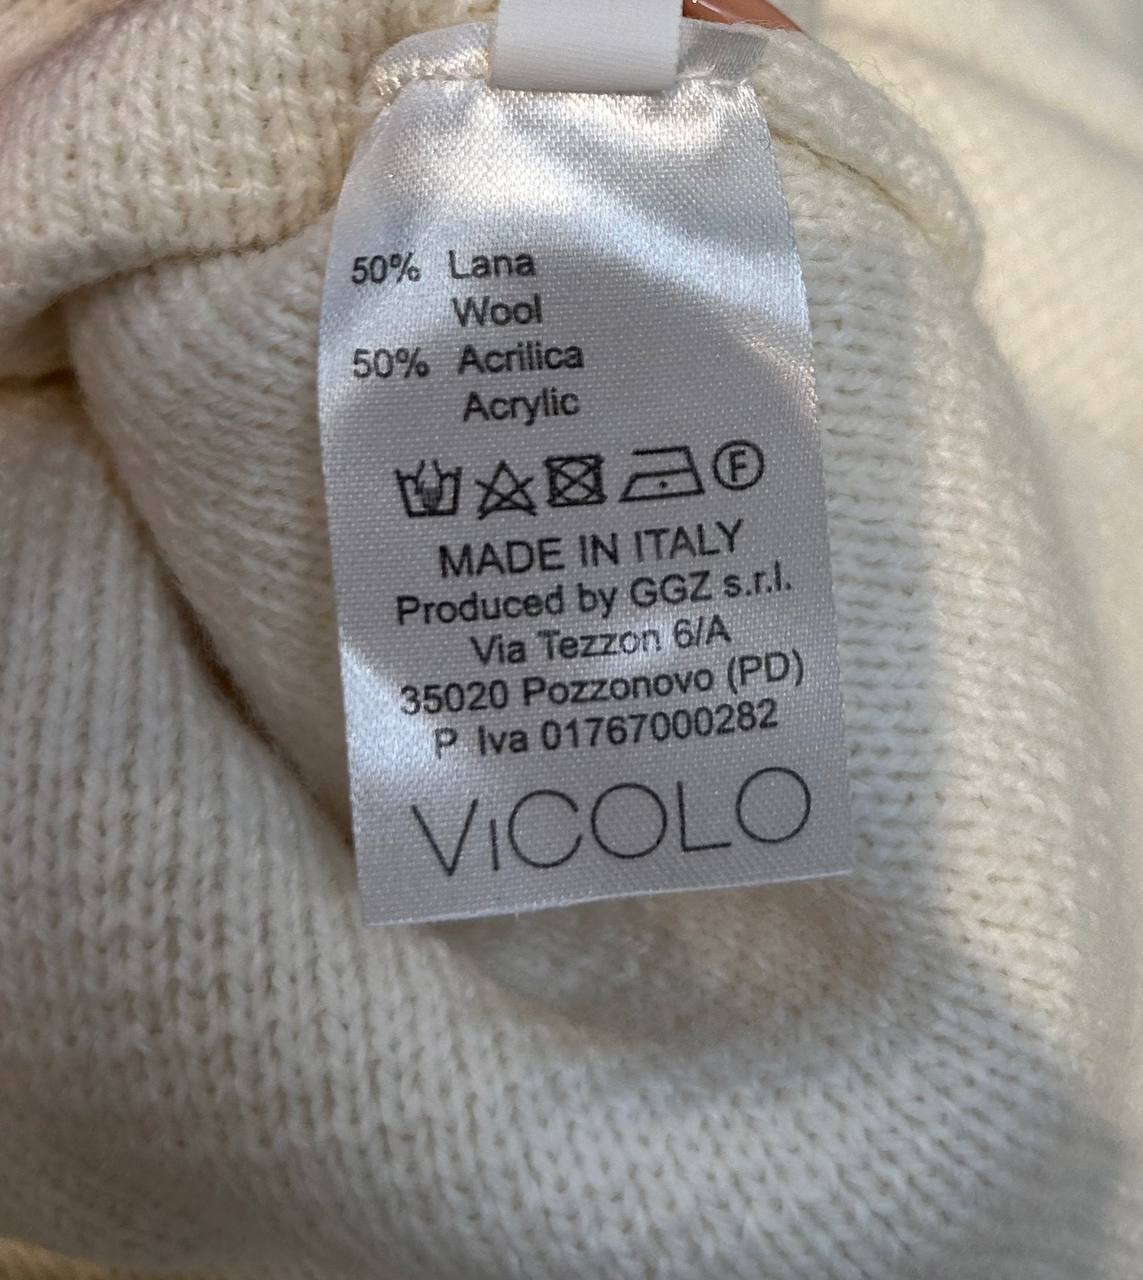 50% Lana
Wool
50% Acrilica
Acrylic
F
MADE IN ITALY
Produced by GGZ s.r.l.
Via Tezzon 6/A
35020 Pozzonovo (PD)
P. Iva 01767000282
ViCOLO